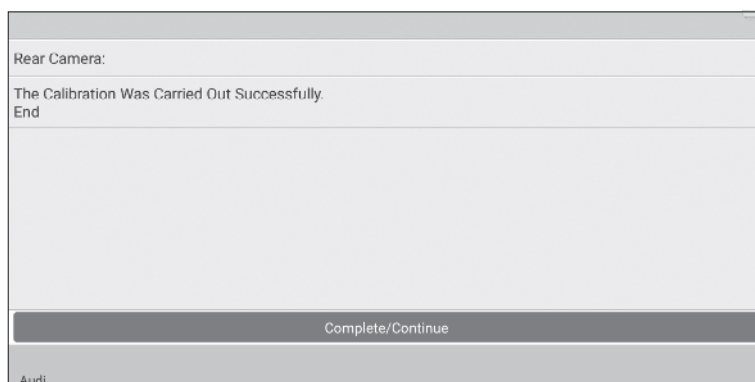 Rear Camera:
The Calibration Was Carried Out Successfully.
End
Complete/Continue
Audi